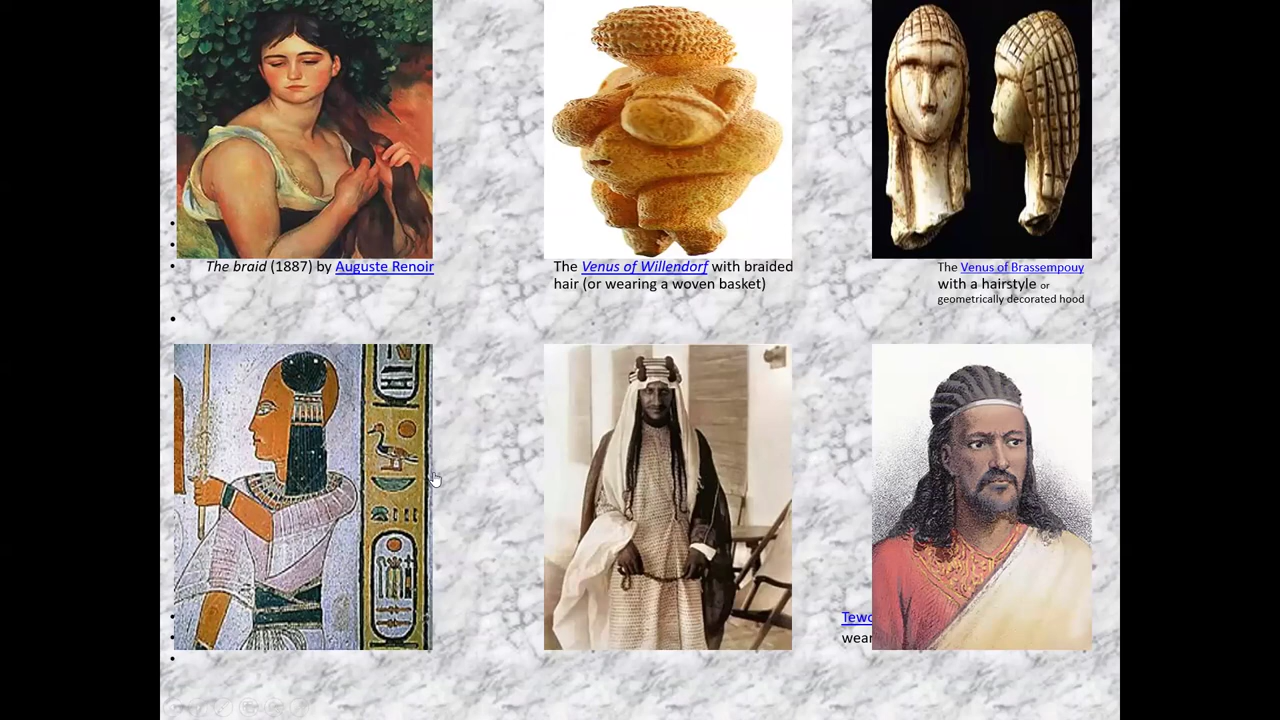 The braid (1887) by Auguste Renoir
The Venus of Willendorf with braided
hair (or wearing a woven basket)
The Venus of Brassempouy
with a hairstyle or
geometrically decorated hood